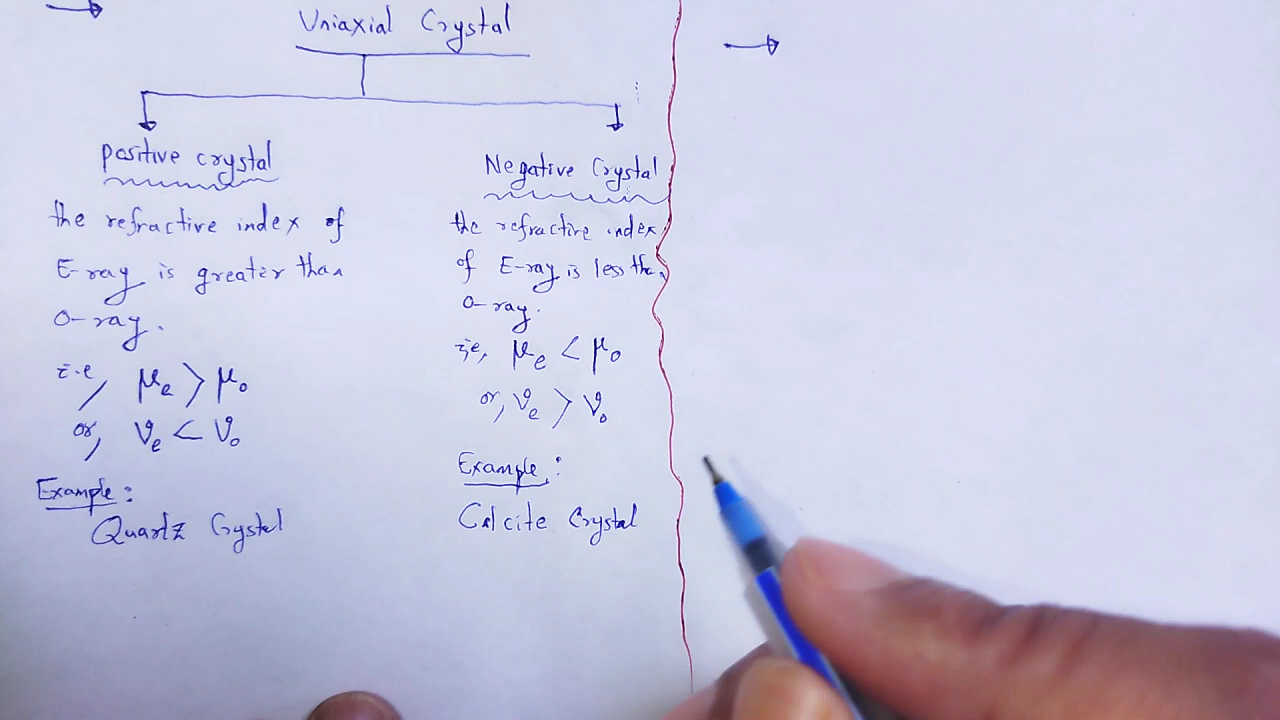 Uniaxial Crystal
positive crystal
the refractive index of
E-ray is greater than
O-ray.
i.e, μe > μo
or, ve < vo
Example:
Quartz Crystal
Negative Crystal
the refractive index
of E-ray is less than
O-ray.
i.e, μe < μo
or, ve > vo
Example:
Calcite Crystal